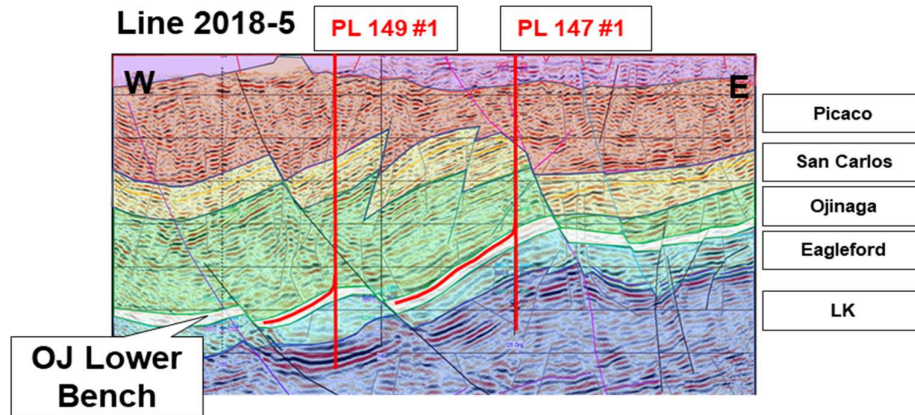 Line 2018-5
PL 149 #1
PL 147 #1
W
E
Picaco
San Carlos
Ojinaga
Eagleford
LK
OJ Lower
Bench